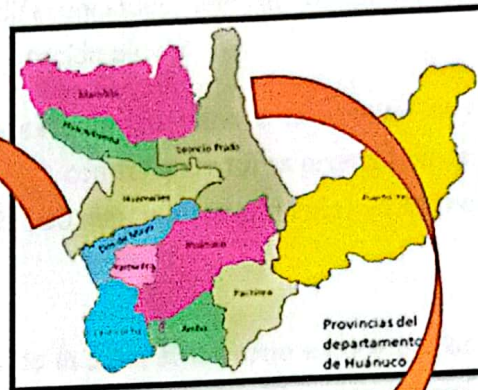 Marañón
Huacaybamba
Leoncio Prado
Huamalíes
Puerto Inca
Dos de Mayo
Huánuco
Yarowilca
Pachitea
Lauricocha
Ambo
Provincias del
departamento
de Huánuco